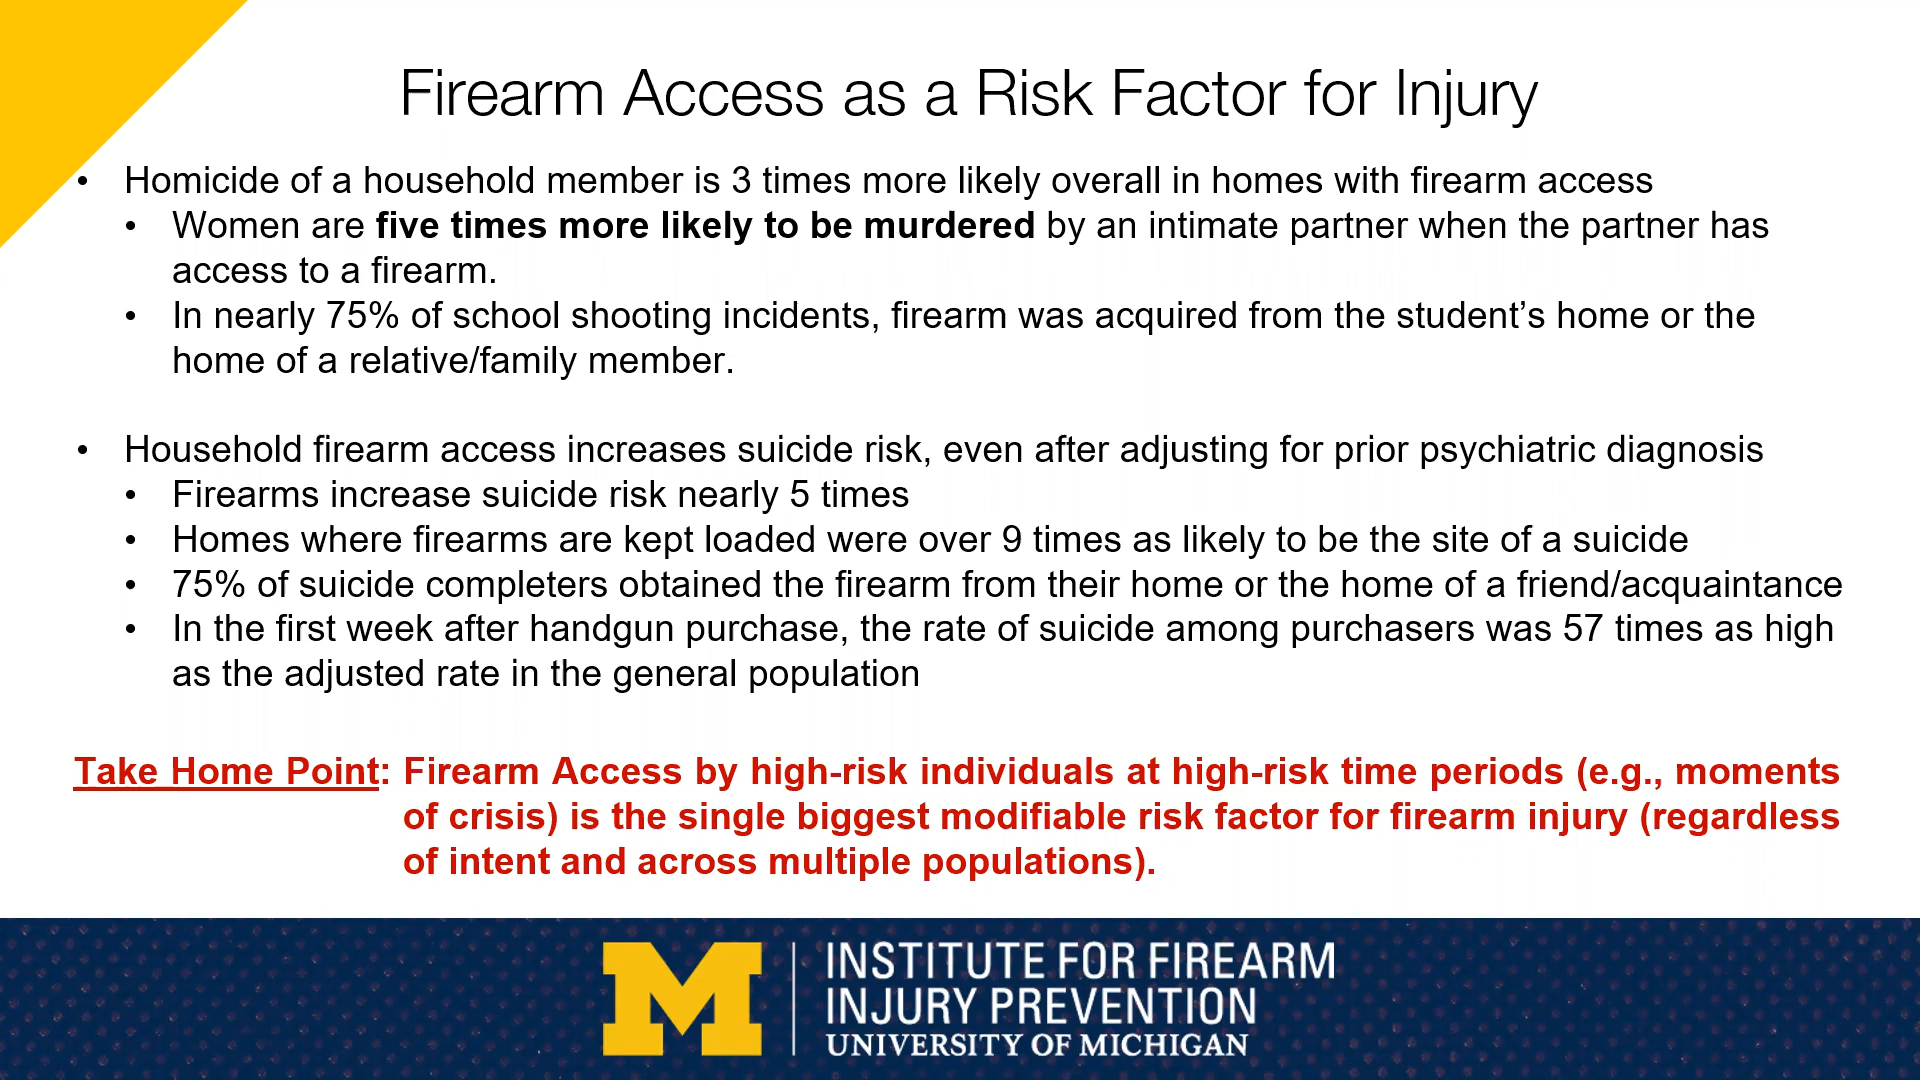 Firearm Access as a Risk Factor for Injury
• Homicide of a household member is 3 times more likely overall in homes with firearm access
• Women are five times more likely to be murdered by an intimate partner when the partner has
access to a firearm.
• In nearly 75% of school shooting incidents, firearm was acquired from the student’s home or the
home of a relative/family member.
• Household firearm access increases suicide risk, even after adjusting for prior psychiatric diagnosis
• Firearms increase suicide risk nearly 5 times
• Homes where firearms are kept loaded were over 9 times as likely to be the site of a suicide
• 75% of suicide completers obtained the firearm from their home or the home of a friend/acquaintance
• In the first week after handgun purchase, the rate of suicide among purchasers was 57 times as high
as the adjusted rate in the general population
Take Home Point: Firearm Access by high-risk individuals at high-risk time periods (e.g., moments
of crisis) is the single biggest modifiable risk factor for firearm injury (regardless
of intent and across multiple populations).
M
INSTITUTE FOR FIREARM
INJURY PREVENTION
UNIVERSITY OF MICHIGAN